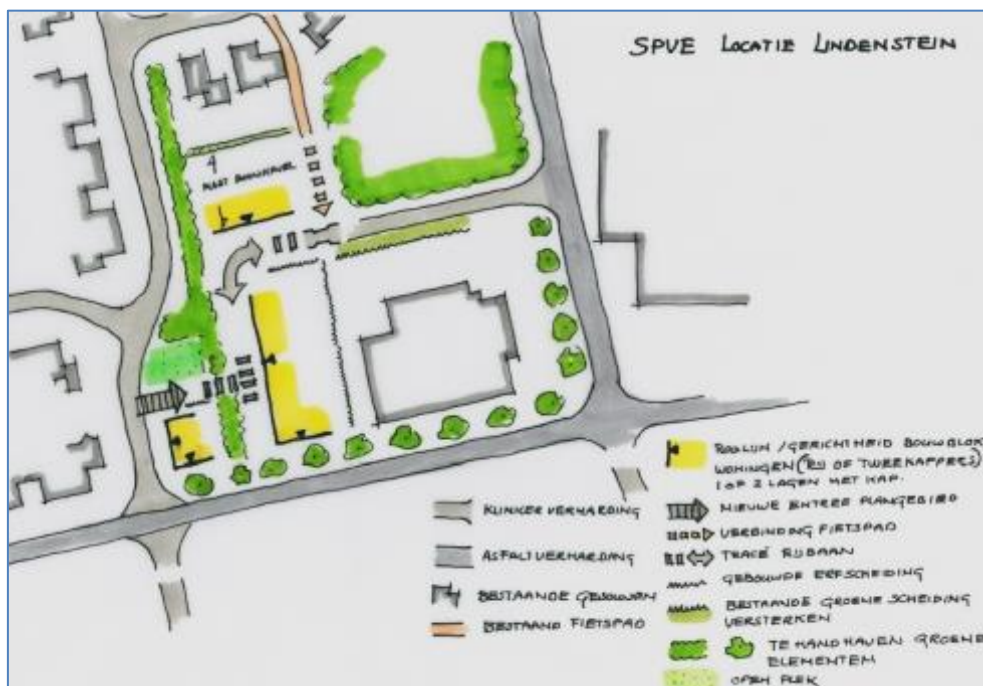 SPVE LOCATIE LINDENSTEIN
KLINKERVERHARDING
ASFALTVERHARDING
BESTAANDE GEBOUWEN
BESTAAND FIETSPAD
ROOILIJN / GERICHTHEID BOUWBLOK
WONINGEN (RIJ OF TWEEKAPPERS)
1 OF 2 LAGEN MET KAP.
NIEUWE ENTREE PLANGEBIED
VERBINDING FIETSPAD
TRACÉ RIJBAAN
GEBOUWDE ERFSCHEIDING
BESTAANDE GROENE SCHEIDING
VERSTERKEN
TE HANDHAVEN GROENE
ELEMENTEN
OPEN PLEK